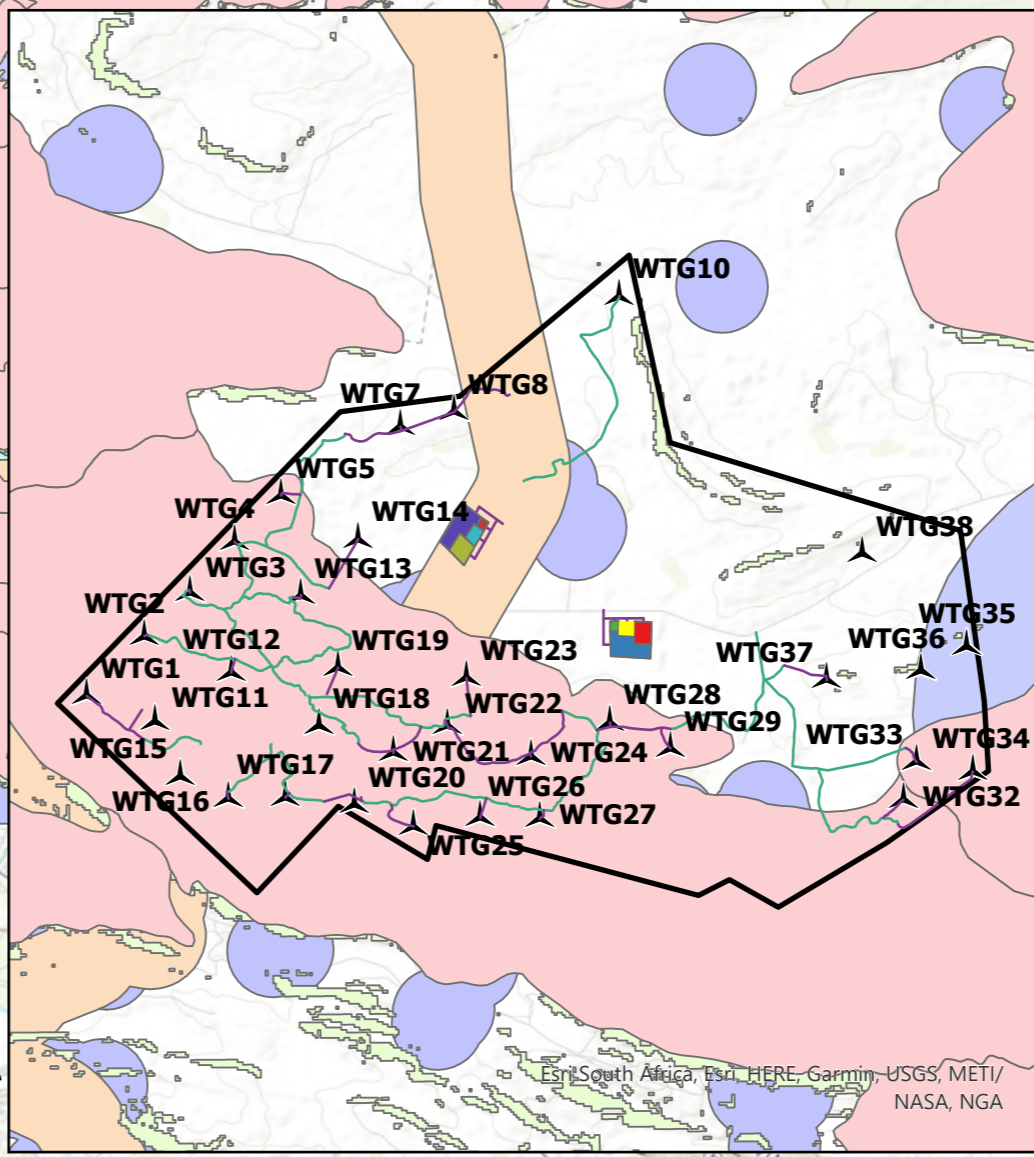 WTG10
WTG7
WTG8
WTG5
WTG4
WTG14
WTG38
WTG3
WTG13
WTG2
WTG35
WTG12
WTG19
WTG23
WTG37
WTG36
WTG1
WTG11
WTG18
WTG22
WTG28
WTG29
WTG33
WTG34
WTG15
WTG17
WTG21
WTG24
WTG20
WTG26
WTG16
WTG27
WTG32
WTG25
Esri South Africa, Esri, HERE, Garmin, USGS, METI/
NASA, NGA